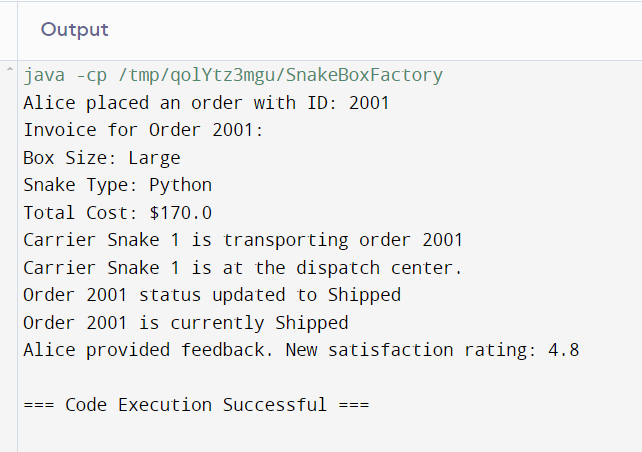 Output
java -cp /tmp/qolYtz3mgu/SnakeBoxFactory
Alice placed an order with ID: 2001
Invoice for Order 2001:
Box Size: Large
Snake Type: Python
Total Cost: $170.0
Carrier Snake 1 is transporting order 2001
Carrier Snake 1 is at the dispatch center.
Order 2001 status updated to Shipped
Order 2001 is currently Shipped
Alice provided feedback. New satisfaction rating: 4.8
=== Code Execution Successful ===